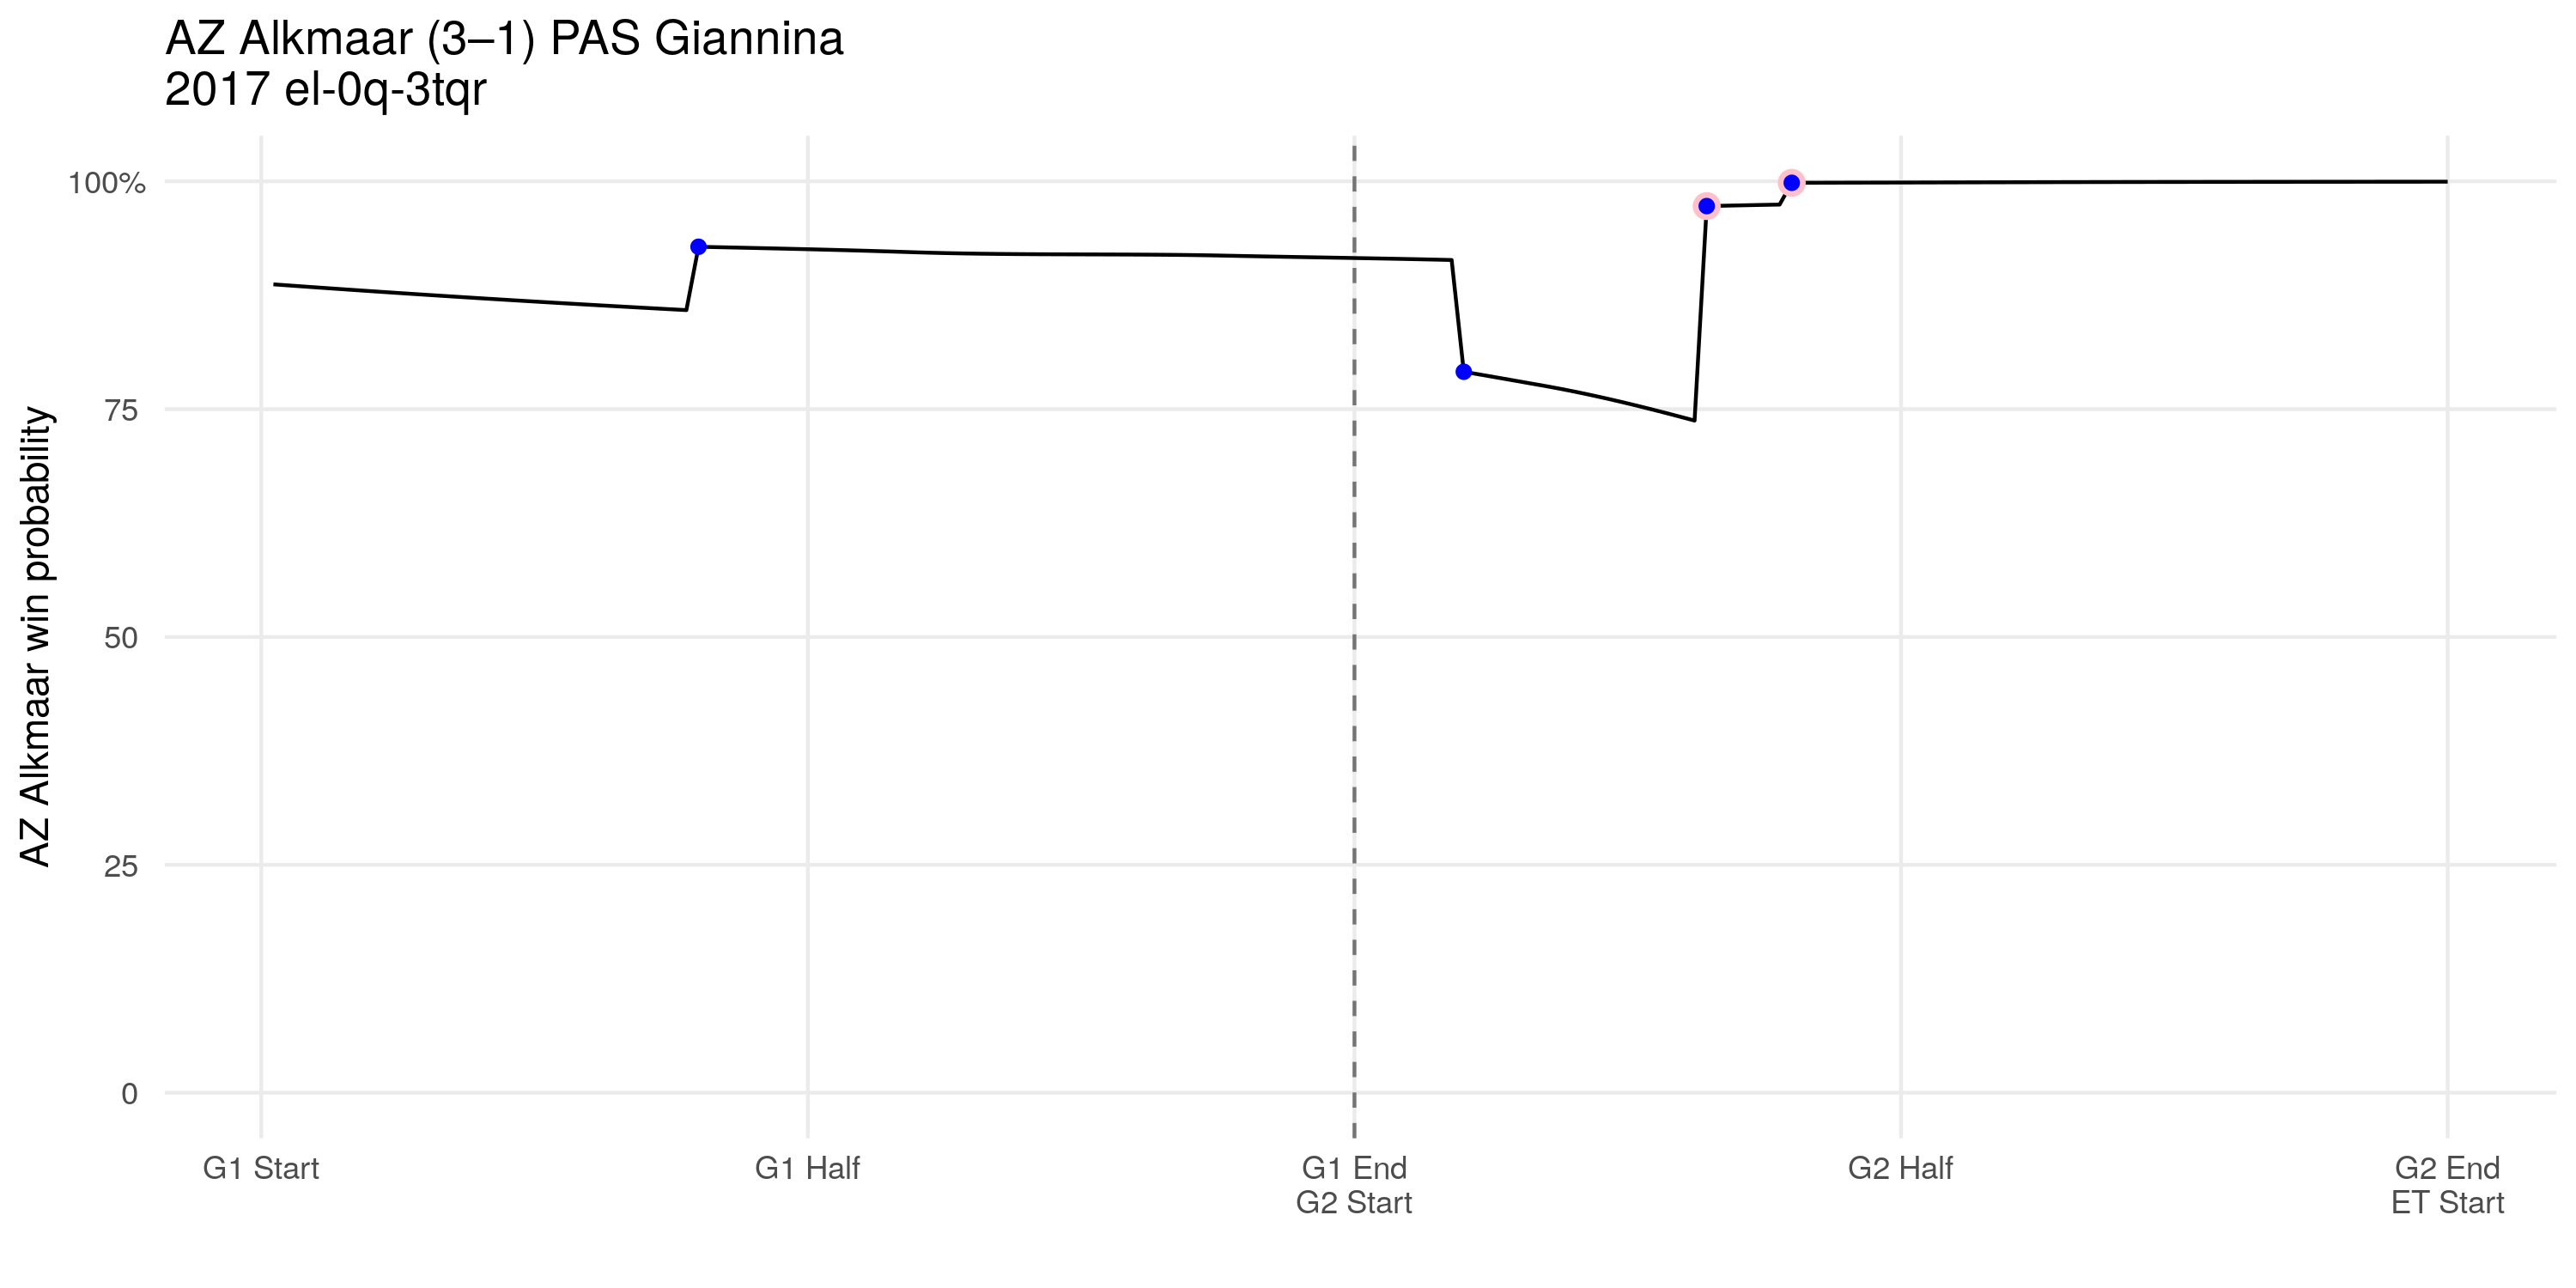 AZ Alkmaar (3–1) PAS Giannina
2017 el-0q-3tqr
AZ Alkmaar win probability
100%
75
50
25
0
G1 Start
G1 Half
G1 End
G2 Start
G2 Half
G2 End
ET Start